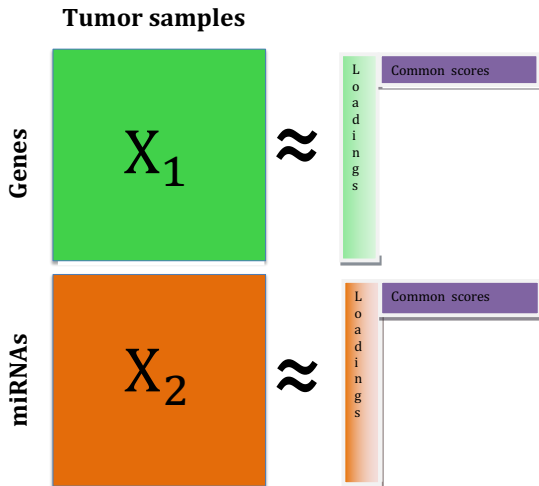 Tumor samples
Genes
X1
≈
Loadings
Common scores
miRNAs
X2
≈
Loadings
Common scores